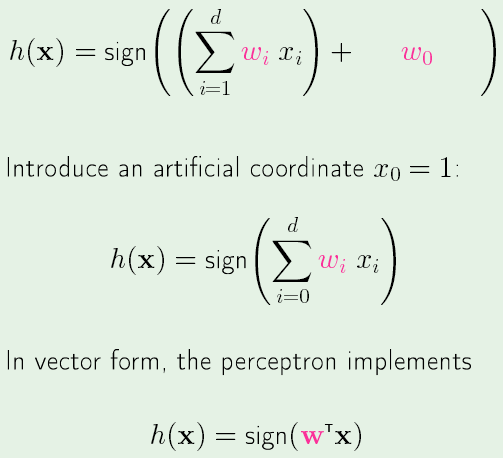 h(x) = sign((∑_{i=1}^{d} w_i x_i) + w_0)
Introduce an artificial coordinate x_0 = 1:
h(x) = sign(∑_{i=0}^{d} w_i x_i)
In vector form, the perceptron implements
h(x) = sign(w^T x)